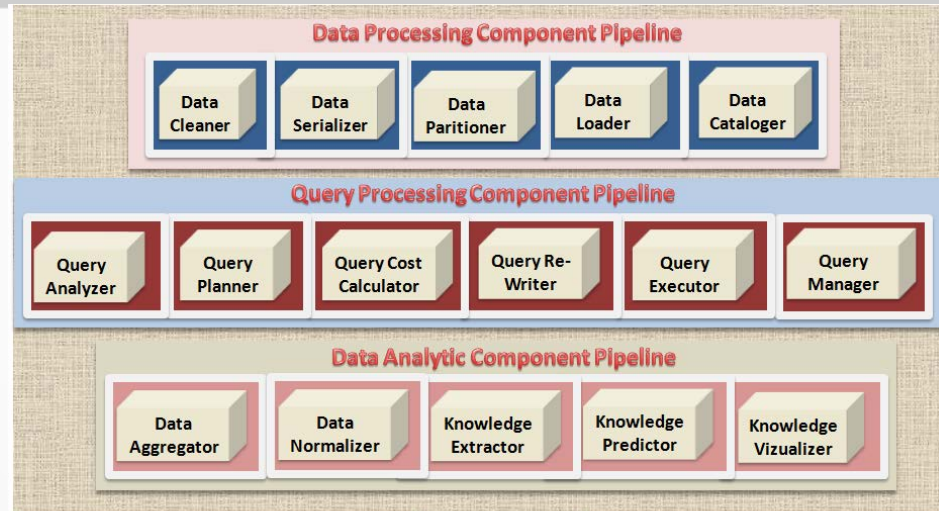 Data Processing Component Pipeline
Data
Cleaner
Data
Serializer
Data
Paritioner
Data
Loader
Data
Cataloger
Query Processing Component Pipeline
Query
Analyzer
Query
Planner
Query Cost
Calculator
Query Re-
Writer
Query
Executor
Query
Manager
Data Analytic Component Pipeline
Data
Aggregator
Data
Normalizer
Knowledge
Extractor
Knowledge
Predictor
Knowledge
Vizualizer